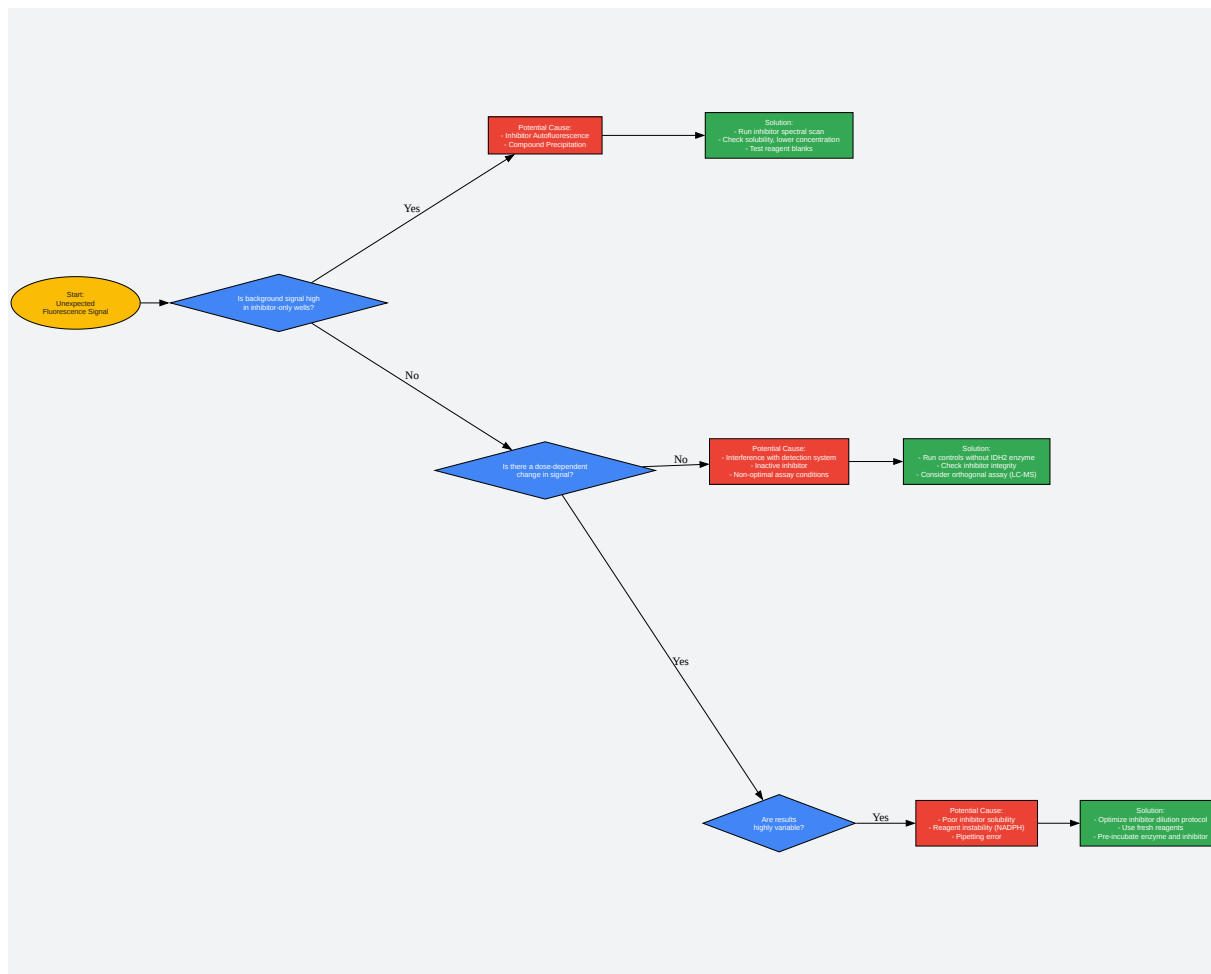 Start:
Unexpected
Fluorescence Signal
Is background signal high
in inhibitor-only wells?
Yes
Potential Cause:
- Inhibitor Autofluorescence
- Compound Precipitation
Solution:
- Run inhibitor spectral scan
- Check solubility, lower concentration
- Test reagent blanks
No
Is there a dose-dependent
change in signal?
No
Potential Cause:
- Interference with detection system
- Inactive inhibitor
- Non-optimal assay conditions
Solution:
- Run controls without IDH2 enzyme
- Check inhibitor integrity
- Consider orthogonal assay (LC-MS)
Yes
Are results
highly variable?
Yes
Potential Cause:
- Poor inhibitor solubility
- Reagent instability (NADPH)
- Pipetting error
Solution:
- Optimize inhibitor dilution protocol
- Use fresh reagents
- Pre-incubate enzyme and inhibitor